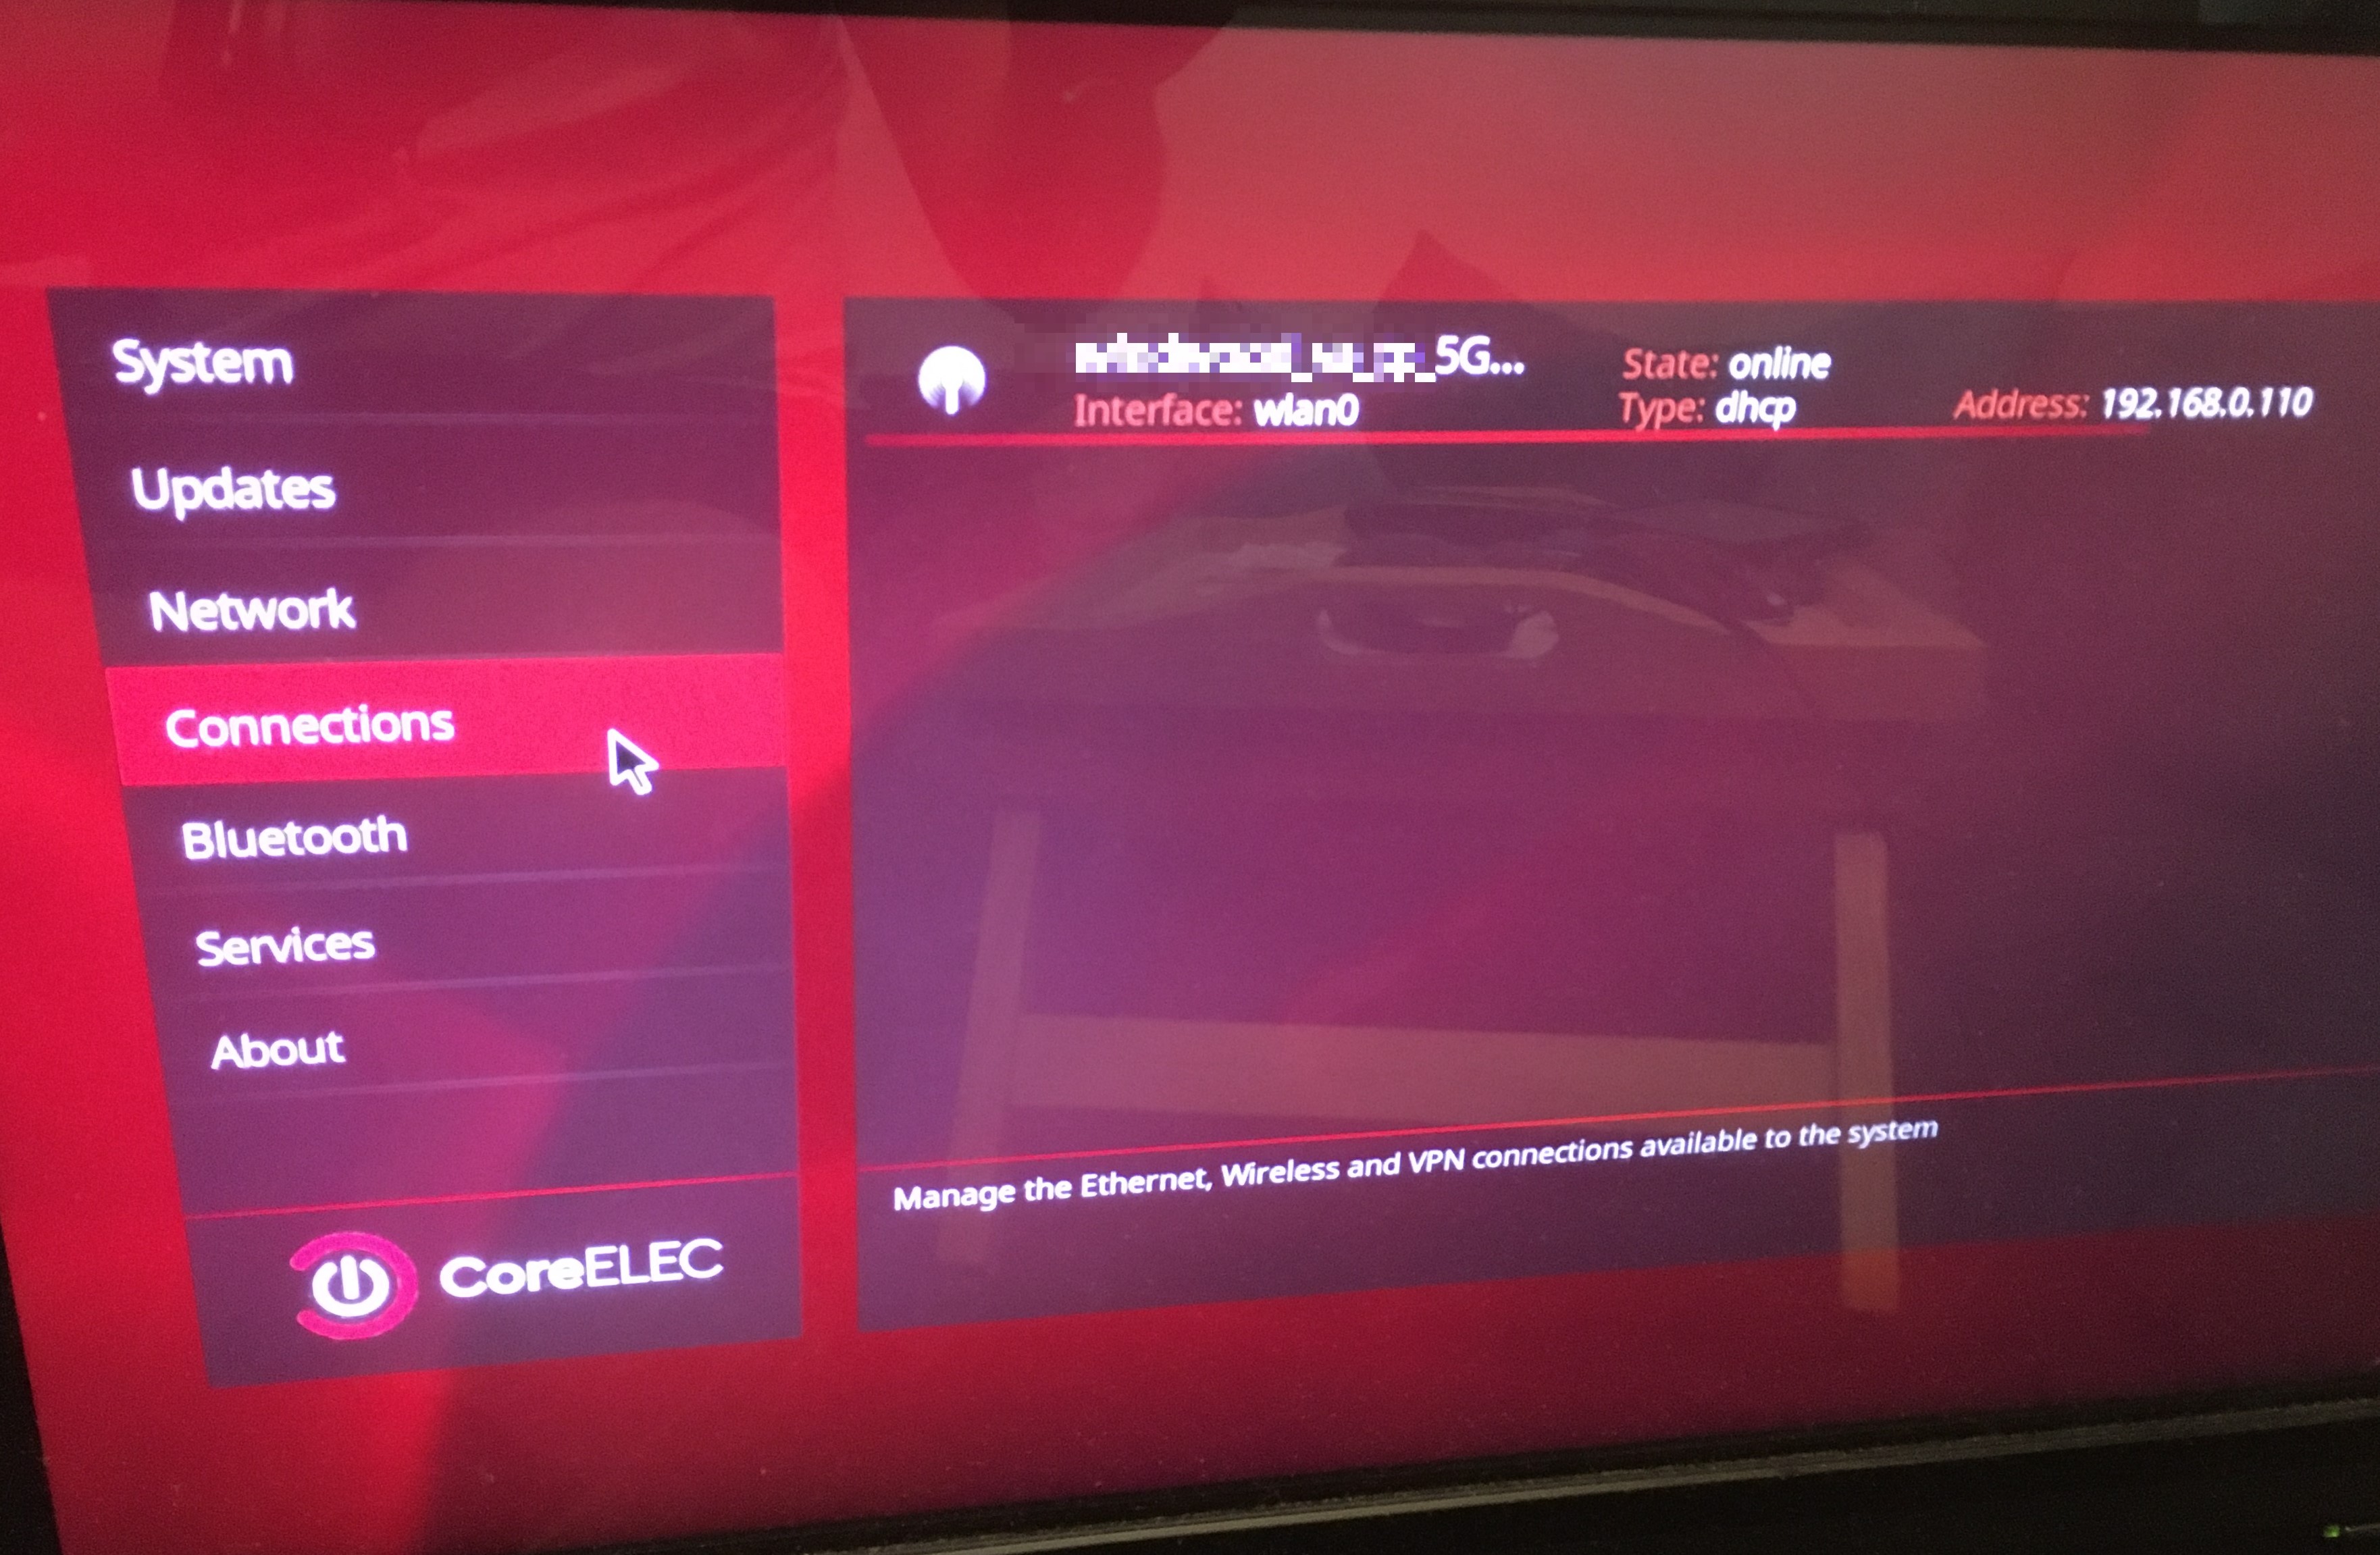 System
Updates
Network
Connections
Bluetooth
Services
About
CoreELEC
5G...
Interface: wlan0
State: online
Type: dhcp
Address: 192.168.0.110
Manage the Ethernet, Wireless and VPN connections available to the system